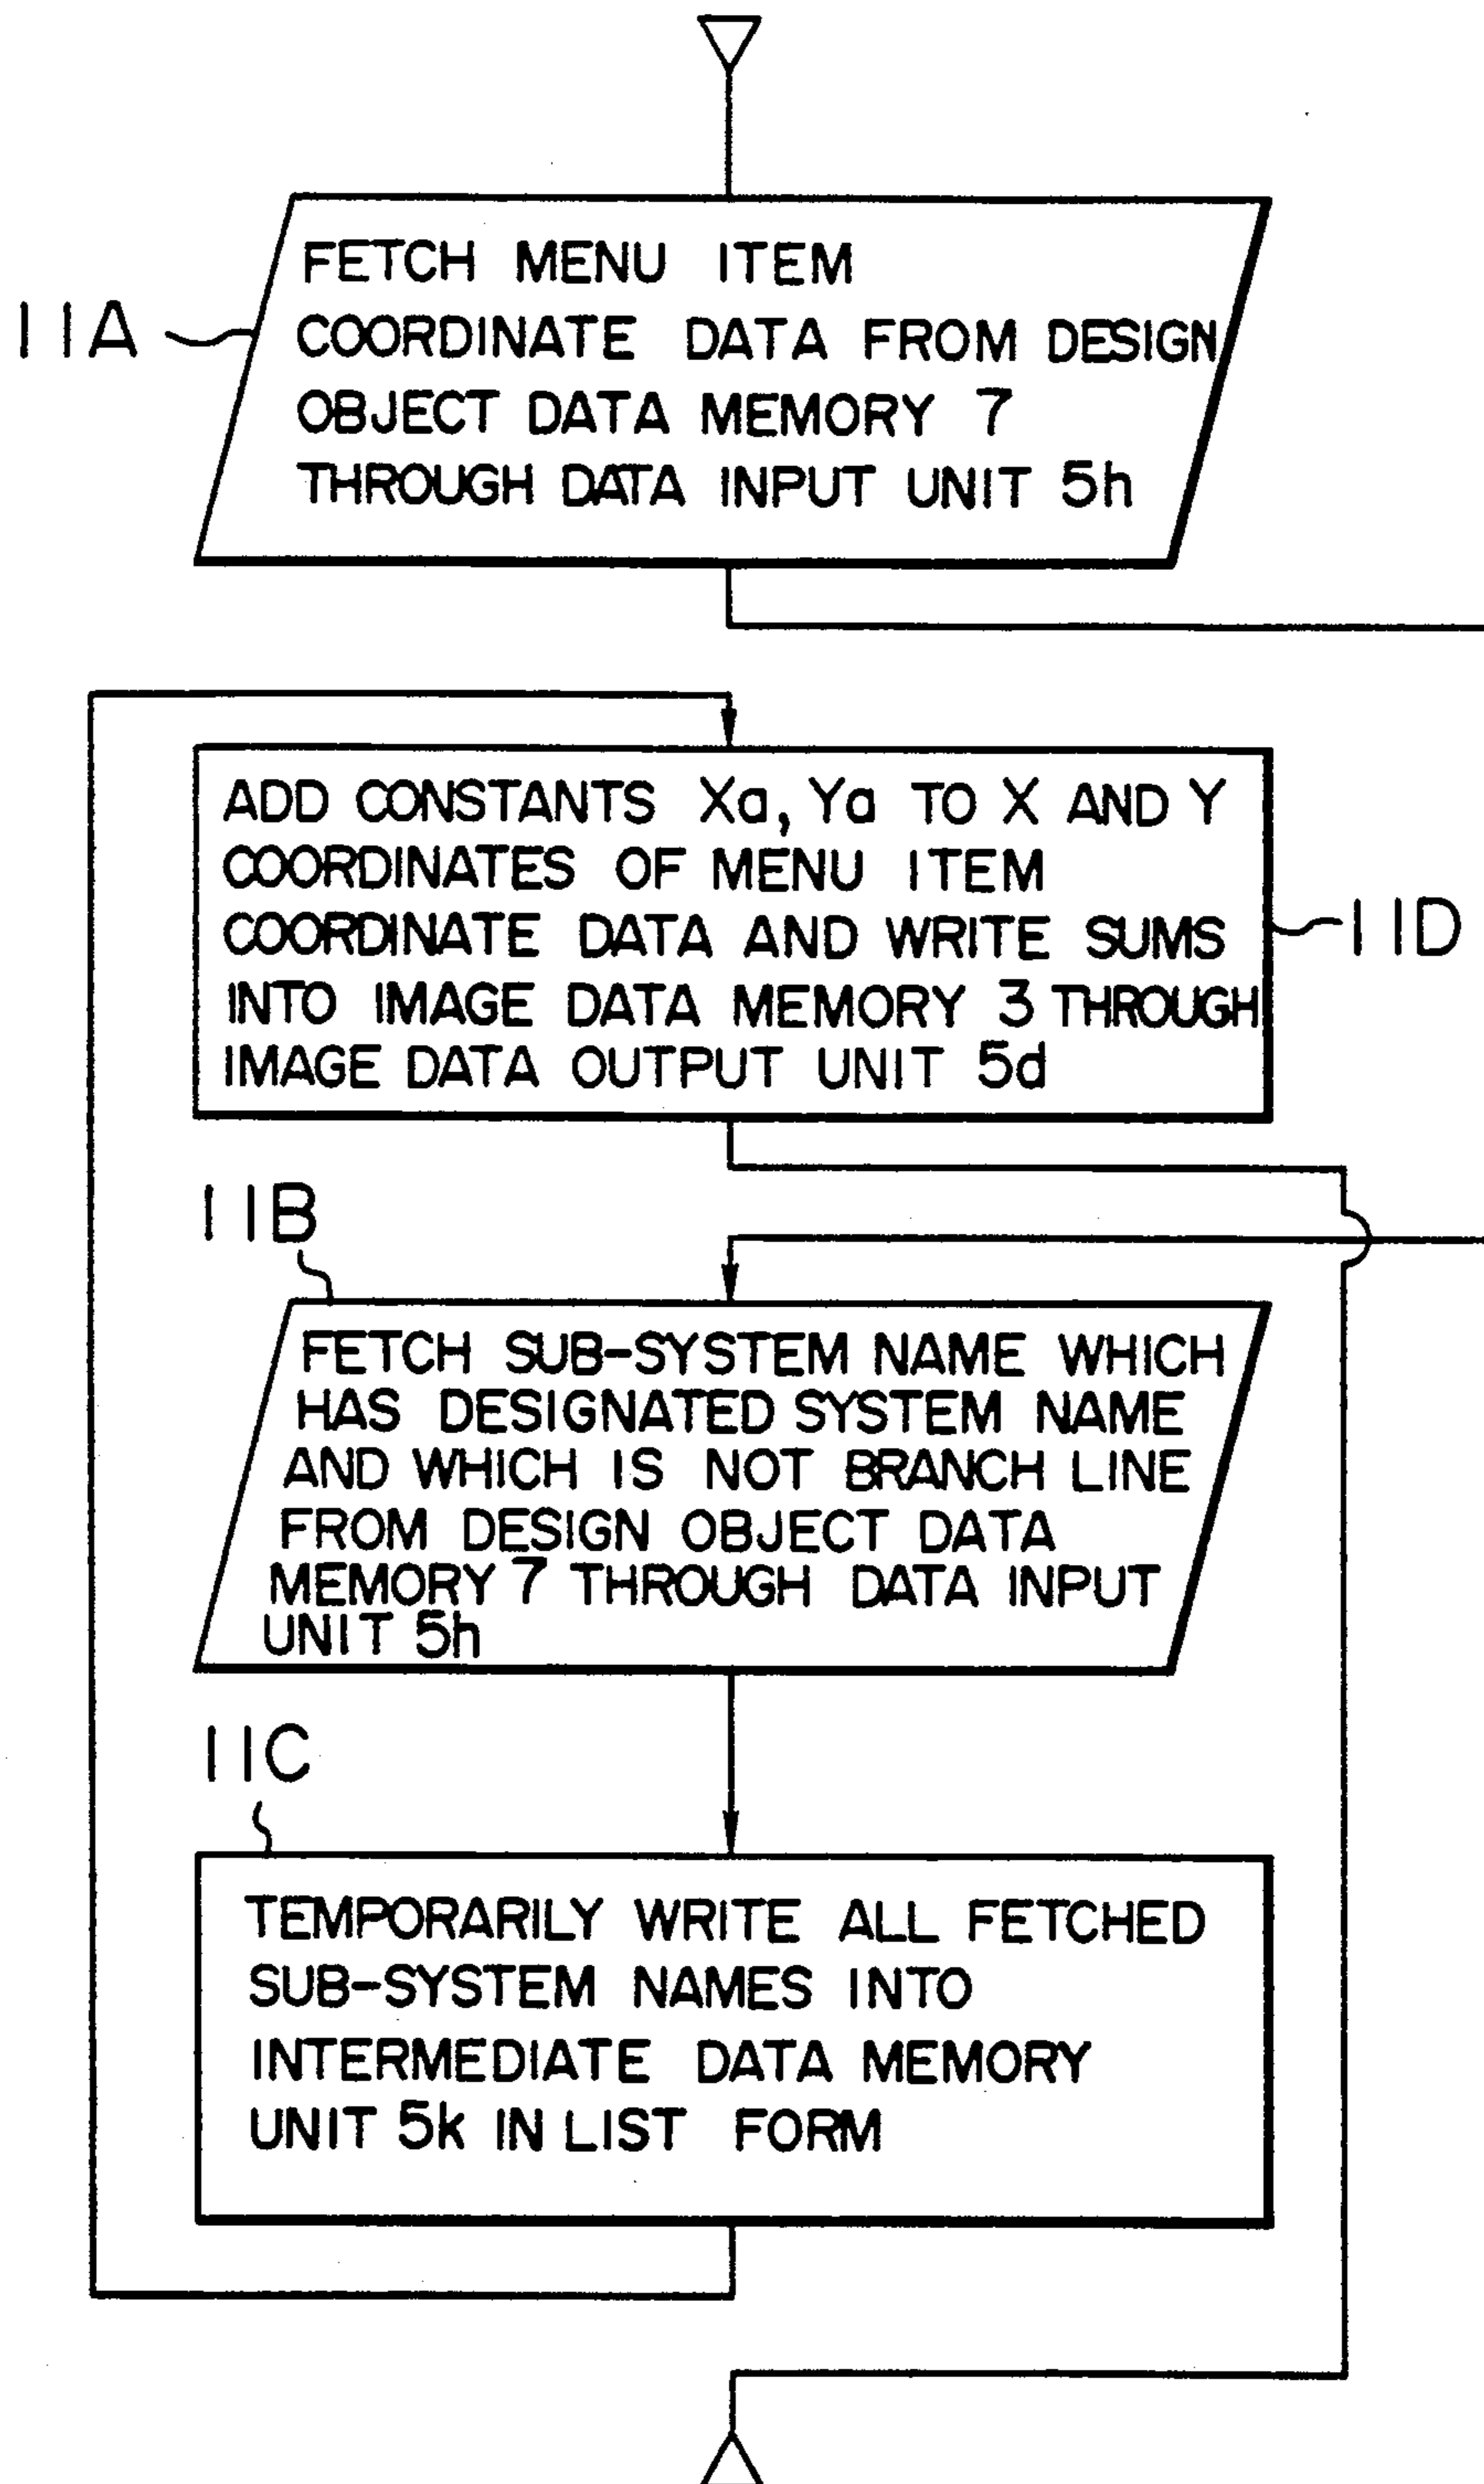 11A
FETCH MENU ITEM
COORDINATE DATA FROM DESIGN
OBJECT DATA MEMORY 7
THROUGH DATA INPUT UNIT 5h
ADD CONSTANTS Xa, Ya TO X AND Y
COORDINATES OF MENU ITEM
COORDINATE DATA AND WRITE SUMS
INTO IMAGE DATA MEMORY 3 THROUGH
IMAGE DATA OUTPUT UNIT 5d
11D
11B
FETCH SUB-SYSTEM NAME WHICH
HAS DESIGNATED SYSTEM NAME
AND WHICH IS NOT BRANCH LINE
FROM DESIGN OBJECT DATA
MEMORY 7 THROUGH DATA INPUT
UNIT 5h
11C
TEMPORARILY WRITE ALL FETCHED
SUB-SYSTEM NAMES INTO
INTERMEDIATE DATA MEMORY
UNIT 5k IN LIST FORM